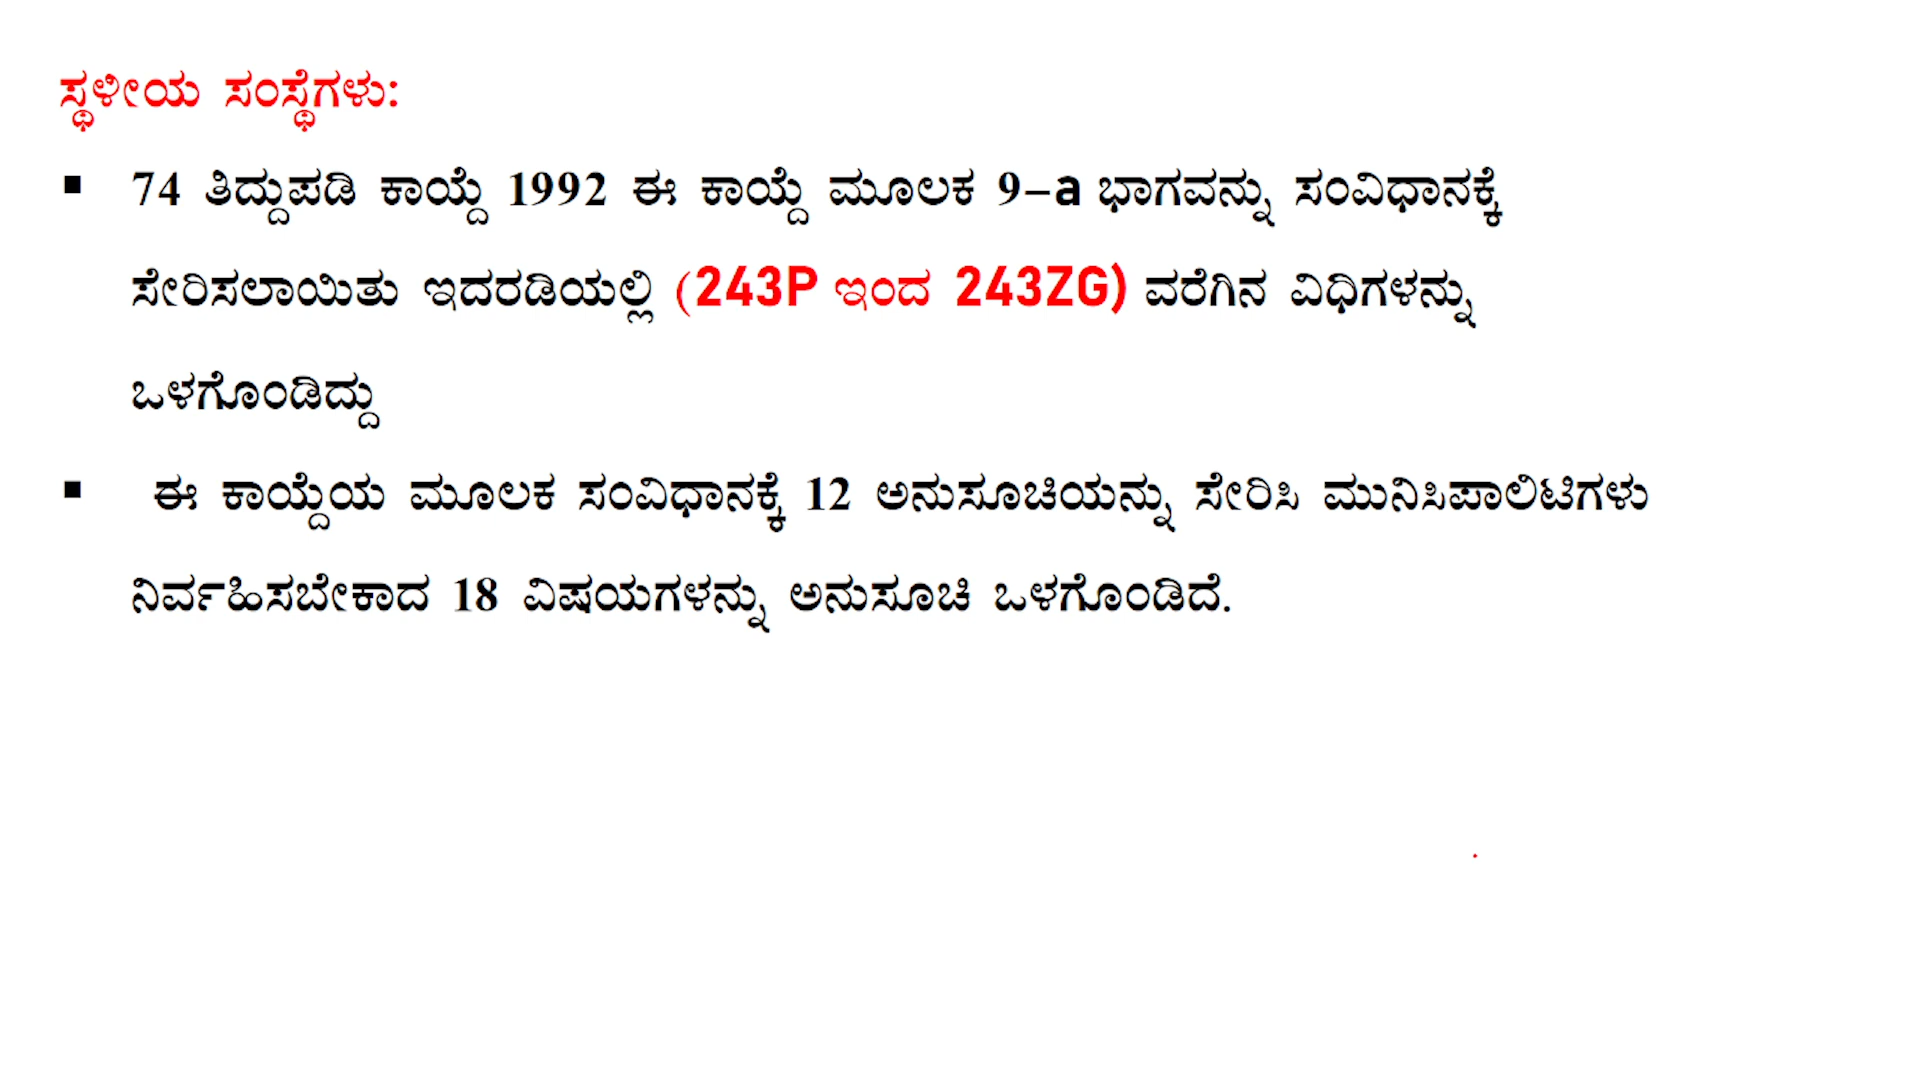 ಸ್ಥಳೀಯ ಸಂಸ್ಥೆಗಳು:
▪ 74 ತಿದ್ದುಪಡಿ ಕಾಯ್ದೆ 1992 ಈ ಕಾಯ್ದೆ ಮೂಲಕ 9–a ಭಾಗವನ್ನು ಸಂವಿಧಾನಕ್ಕೆ
ಸೇರಿಸಲಾಯಿತು ಇದರಡಿಯಲ್ಲಿ (243P ಇಂದ 243ZG) ವರೆಗಿನ ವಿಧಿಗಳನ್ನು
ಒಳಗೊಂಡಿದ್ದು
▪ ಈ ಕಾಯ್ದೆಯ ಮೂಲಕ ಸಂವಿಧಾನಕ್ಕೆ 12 ಅನುಸೂಚಿಯನ್ನು ಸೇರಿಸಿ ಮುನಿಸಿಪಾಲಿಟಿಗಳು
ನಿರ್ವಹಿಸಬೇಕಾದ 18 ವಿಷಯಗಳನ್ನು ಅನುಸೂಚಿ ಒಳಗೊಂಡಿದೆ.